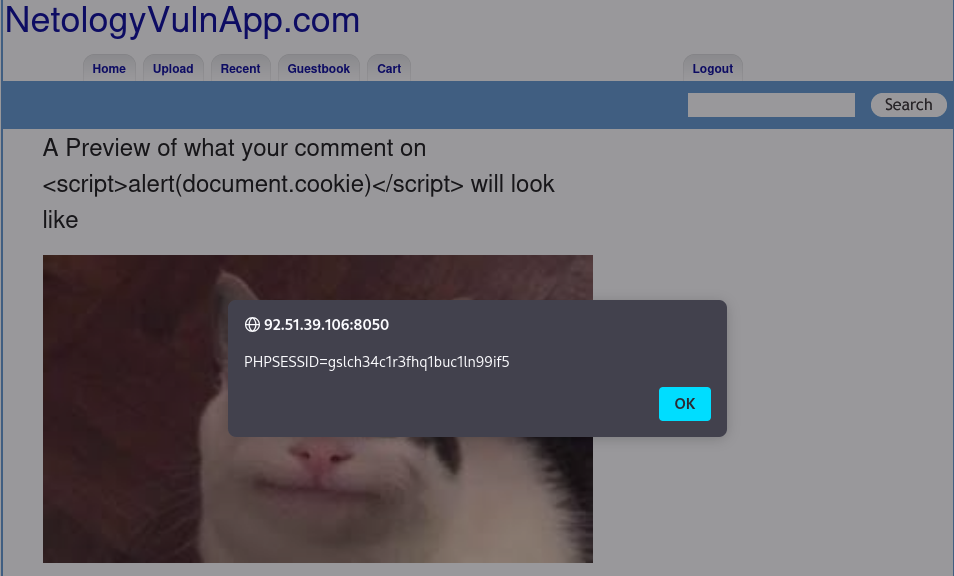 NetologyVulnApp.com
Home Upload Recent Guestbook Cart Logout
Search
A Preview of what your comment on
<script>alert(document.cookie)</script> will look
like
92.51.39.106:8050
PHPSESSID=gslch34c1r3fhq1buc1ln99if5
OK